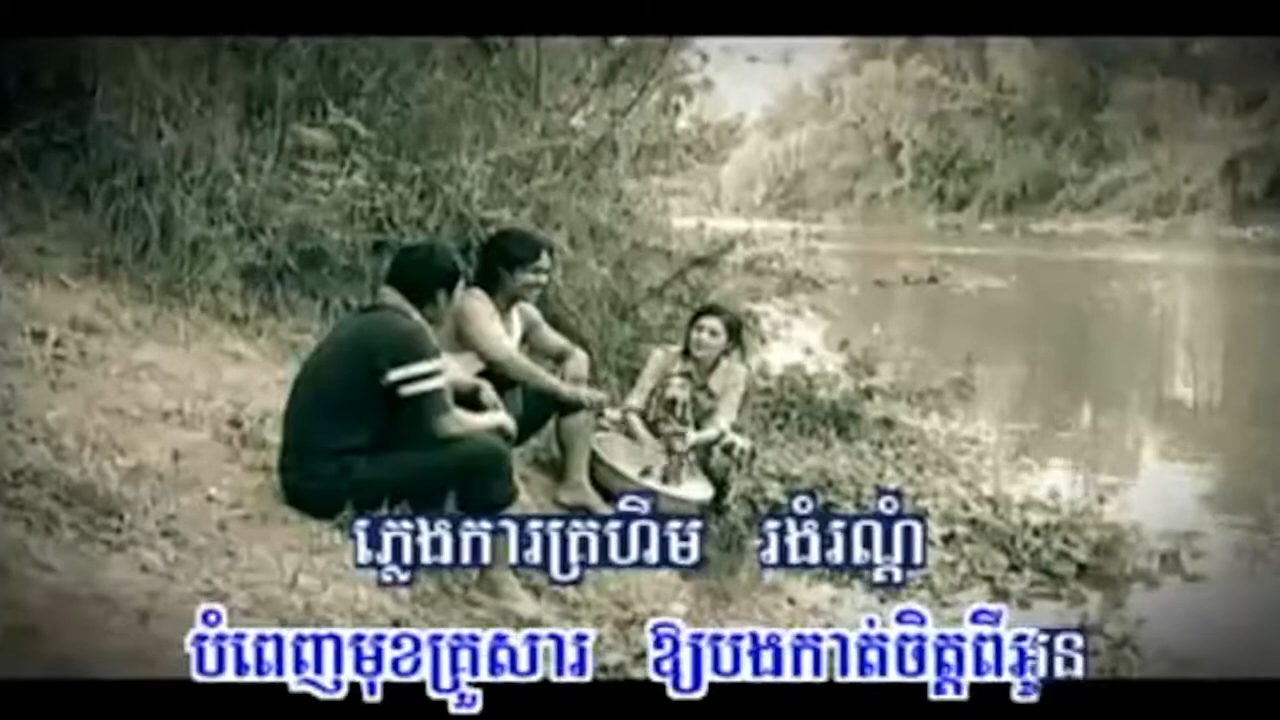 ភ្លេងការគ្រហិម រងំរណ្ដំ
បំពេញមុខគ្រួសារ ឱ្យបងកាត់ចិត្តពីអូន